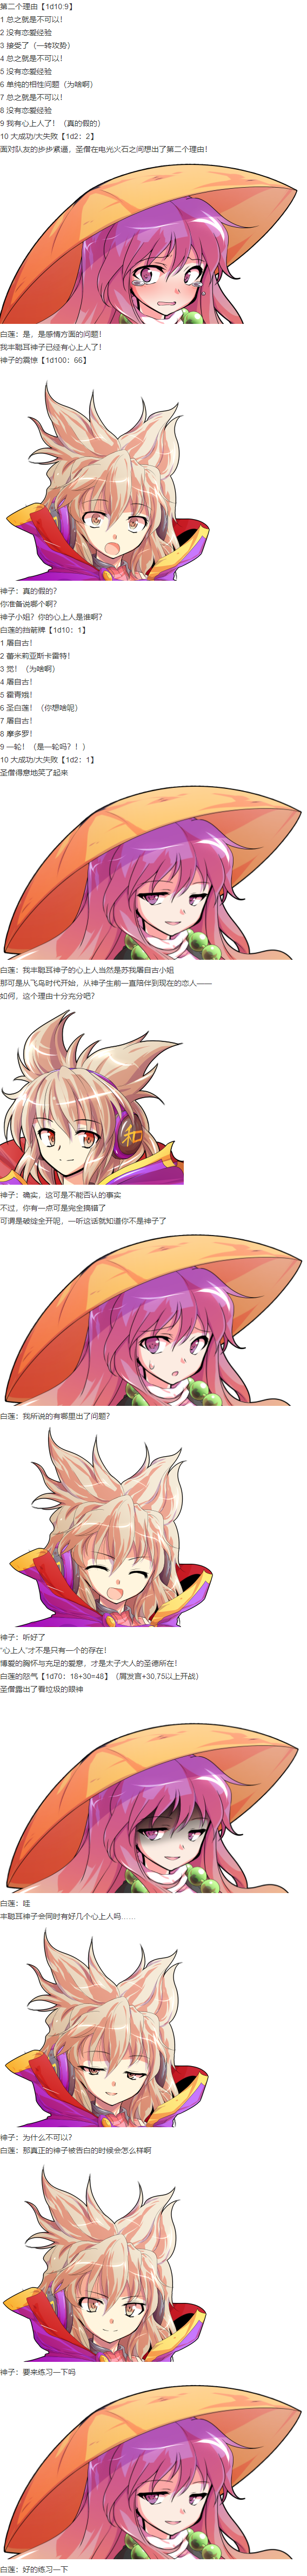 第二个理由【1d10:9】
1 总之就是不可以！
2 没有恋爱经验
3 接受了（一转攻势）
4 总之就是不可以！
5 没有恋爱经验
6 单纯的相性问题（为啥啊）
7 总之就是不可以！
8 没有恋爱经验
9 我有心上人了！（真的假的）
10 大成功/大失败【1d2：2】
面对队友的步步紧逼，圣僧在电光火石之间想出了第二个理由！
白莲：是，是感情方面的问题！
我丰聪耳神子已经有心上人了！
神子的震惊【1d100：66】
神子：真的假的？
你准备说哪个啊？
神子小姐？你的心上人是谁啊？
白莲的挡箭牌【1d10：1】
1 屠自古！
2 蕾米莉亚斯卡雷特！
3 觉！（为啥啊）
4 屠自古！
5 霍青娥！
6 圣白莲！（你想啥呢）
7 屠自古！
8 摩多罗！
9 一轮！（是一轮吗？！）
10 大成功/大失败【1d2；1】
圣僧得意地笑了起来
白莲：我丰聪耳神子的心上人当然是苏我屠自古小姐
那可是从飞鸟时代开始，从神子生前一直陪伴到现在的恋人——
如何，这个理由十分充分吧？
和
神子：确实，这可是不能否认的事实
不过，你有一点可是完全搞错了
可谓是破绽全开呢，一听这话就知道你不是神子了
白莲：我所说的有哪里出了问题？
神子：听好了
“心上人”才不是只有一个的存在！
博爱的胸怀与充足的爱意，才是太子大人的圣德所在！
白莲的怒气【1d70：18+30=48】（屑发言+30,75以上开战）
圣僧露出了看垃圾的眼神
白莲：哇
丰聪耳神子会同时有好几个心上人吗……
神子：为什么不可以？
白莲：那真正的神子被告白的时候会怎么样啊
神子：要来练习一下吗
白莲：好的练习一下